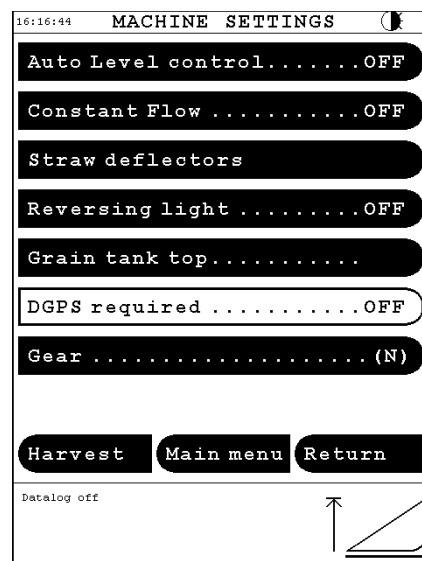 16:16:44 MACHINE SETTINGS
Auto Level control.......OFF
Constant Flow ...........OFF
Straw deflectors
Reversing light .........OFF
Grain tank top...........
DGPS required ...........OFF
Gear .....................(N)
Harvest Main menu Return
Datalog off